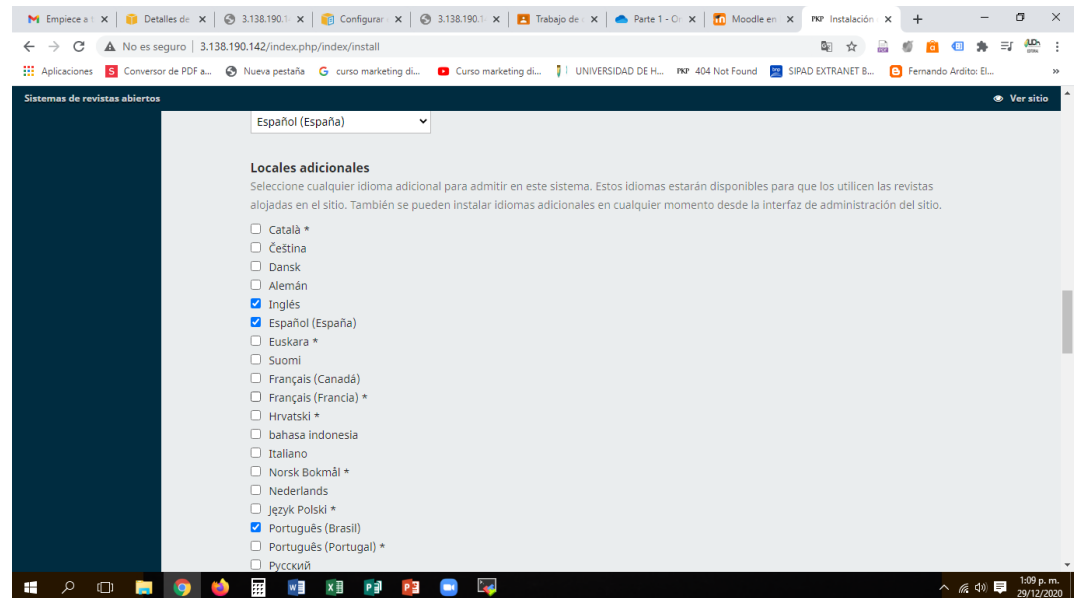 Empiece a t
Detalles de
3.138.190.1
Configurar
3.138.190.1
Trabajo de
Parte 1 - On
Moodle en
PKP Instalación
No es seguro | 3.138.190.142/index.php/index/install
Aplicaciones
Conversor de PDF a...
Nueva pestaña
curso marketing di...
Curso marketing di...
UNIVERSIDAD DE H...
PKP 404 Not Found
SIPAD EXTRANET B...
Fernando Ardito: El...
Sistemas de revistas abiertos
Ver sitio
Español (España)
Locales adicionales
Seleccione cualquier idioma adicional para admitir en este sistema. Estos idiomas estarán disponibles para que los utilicen las revistas
alojadas en el sitio. También se pueden instalar idiomas adicionales en cualquier momento desde la interfaz de administración del sitio.
Català *
Čeština
Dansk
Alemán
Inglés
Español (España)
Euskara *
Suomi
Français (Canadá)
Français (Francia) *
Hrvatski *
bahasa indonesia
Italiano
Norsk Bokmål *
Nederlands
Język Polski *
Português (Brasil)
Português (Portugal) *
Русский
1:09 p. m.
29/12/2020